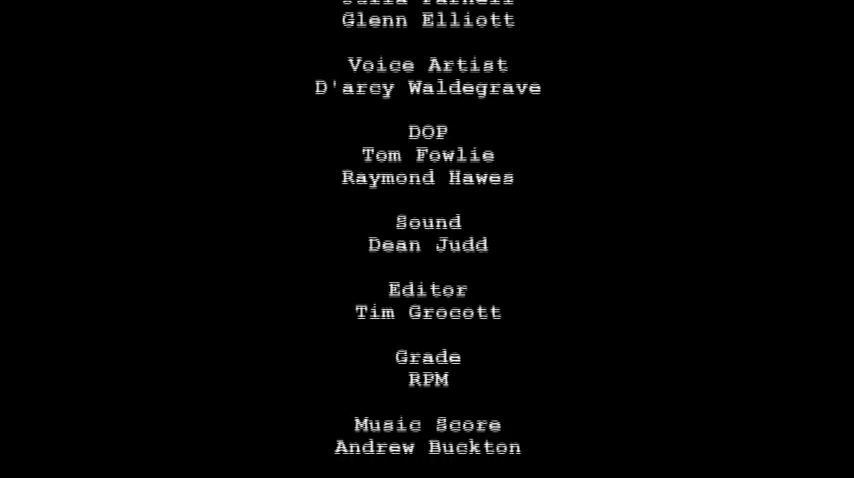 Glenn Elliott
Voice Artist
D'arcy Waldegrave
DOP
Tom Fowlie
Raymond Hawes
Sound
Dean Judd
Editor
Tim Grocott
Grade
RPM
Music Score
Andrew Buckton